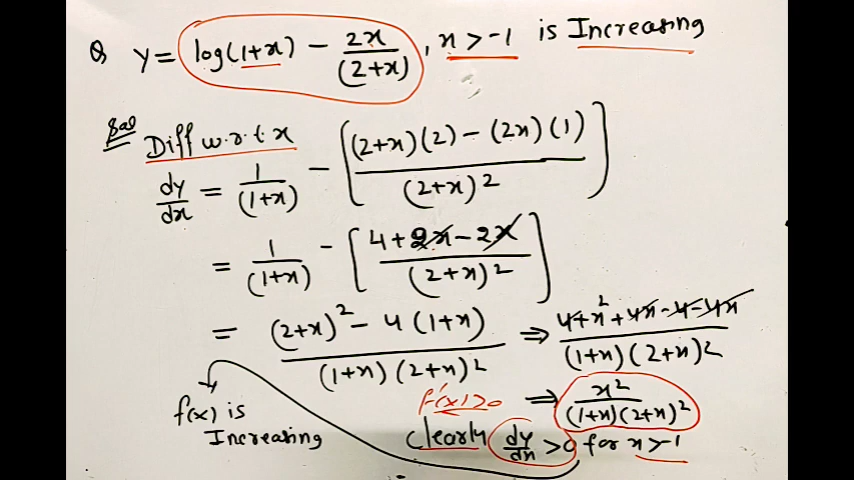 Q Y = log(1+x) - 2x/(2+x), x > -1 is Increasing
Sol
Diff w.r.t x
dy/dx = 1/(1+x) - [(2+x)(2) - (2x)(1)/(2+x)²]
= 1/(1+x) - [4+2x-2x/(2+x)²]
= (2+x)² - 4(1+x)/(1+x)(2+x)² ⇒ 4+x²+4x-4-4x/(1+x)(2+x)²
f'(x)>0 ⇒ x²/(1+x)(2+x)²
f(x) is
Increasing
clearly dy/dx > 0 for x>-1